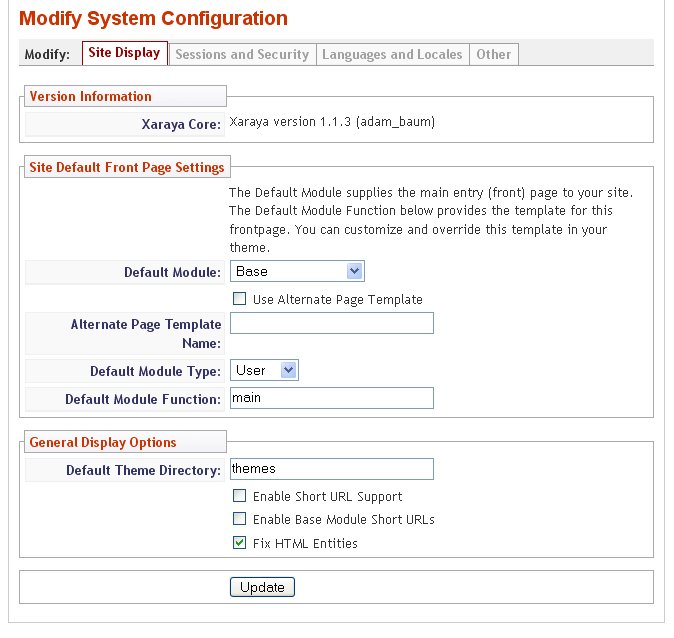 Modify System Configuration
Modify: Site Display Sessions and Security Languages and Locales Other
Version Information
Xaraya Core: Xaraya version 1.1.3 (adam_baum)
Site Default Front Page Settings
The Default Module supplies the main entry (front) page to your site.
The Default Module Function below provides the template for this
frontpage. You can customize and override this template in your
theme.
Default Module: Base
Use Alternate Page Template
Alternate Page Template
Name:
Default Module Type: User
Default Module Function: main
General Display Options
Default Theme Directory: themes
Enable Short URL Support
Enable Base Module Short URLs
Fix HTML Entities
Update